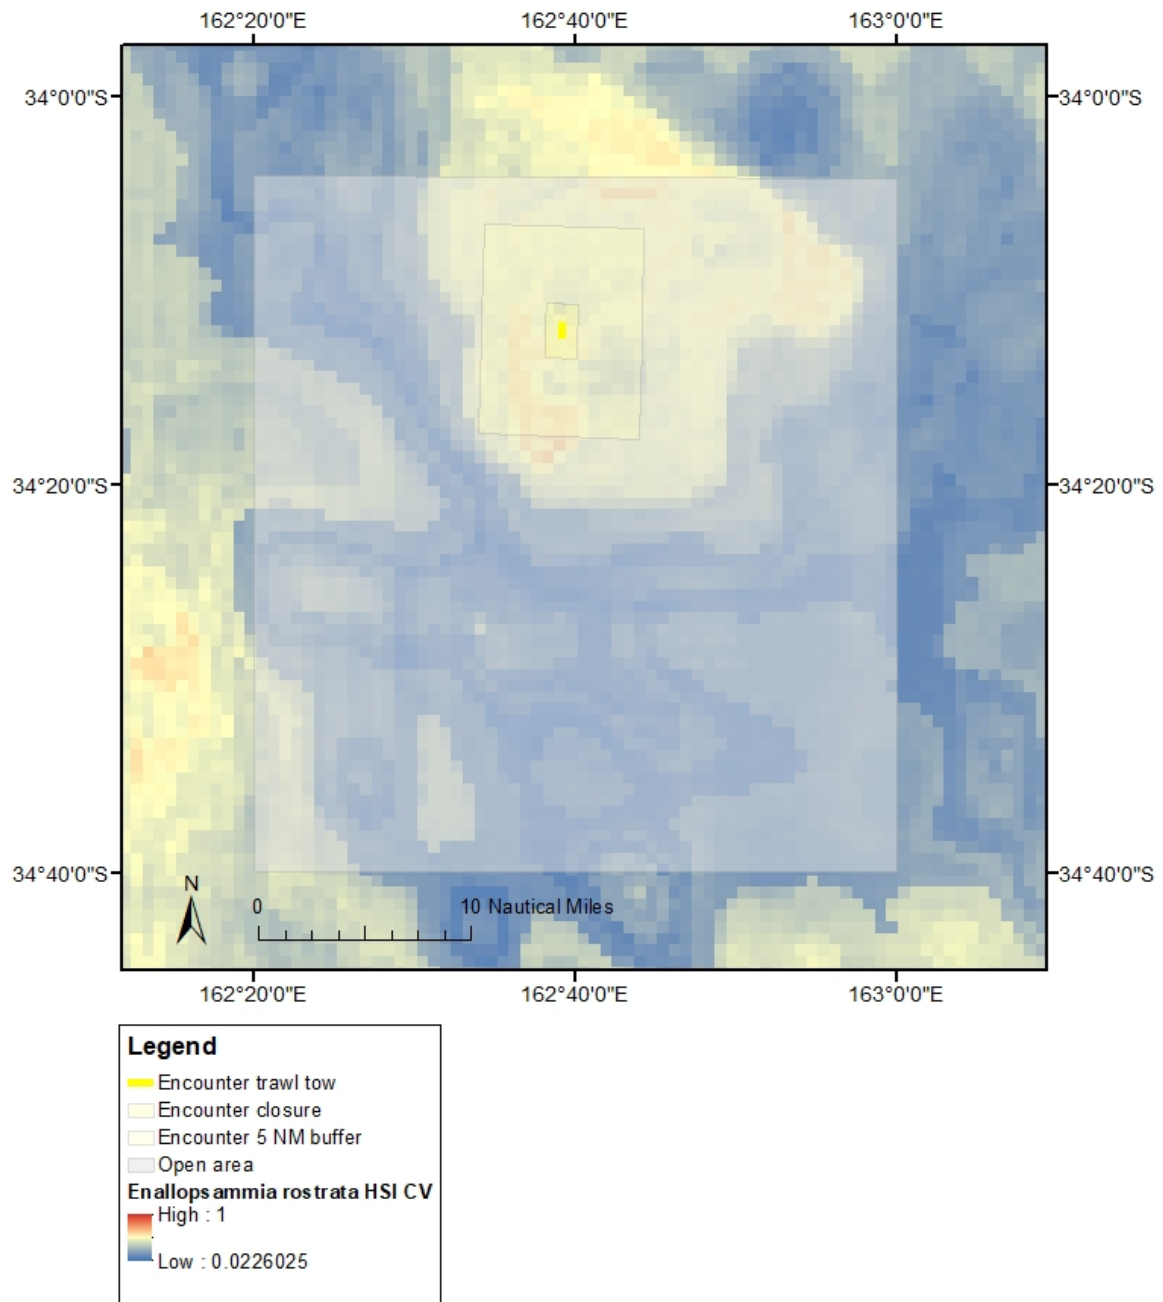 162°20'0"E 162°40'0"E 163°0'0"E
34°0'0"S 34°0'0"S
34°20'0"S 34°20'0"S
34°40'0"S 34°40'0"S
N
0 10 Nautical Miles
162°20'0"E 162°40'0"E 163°0'0"E
Legend
Encounter trawl tow
Encounter closure
Encounter 5 NM buffer
Open area
Enallopsammia rostrata HSI CV
High : 1
Low : 0.0226025